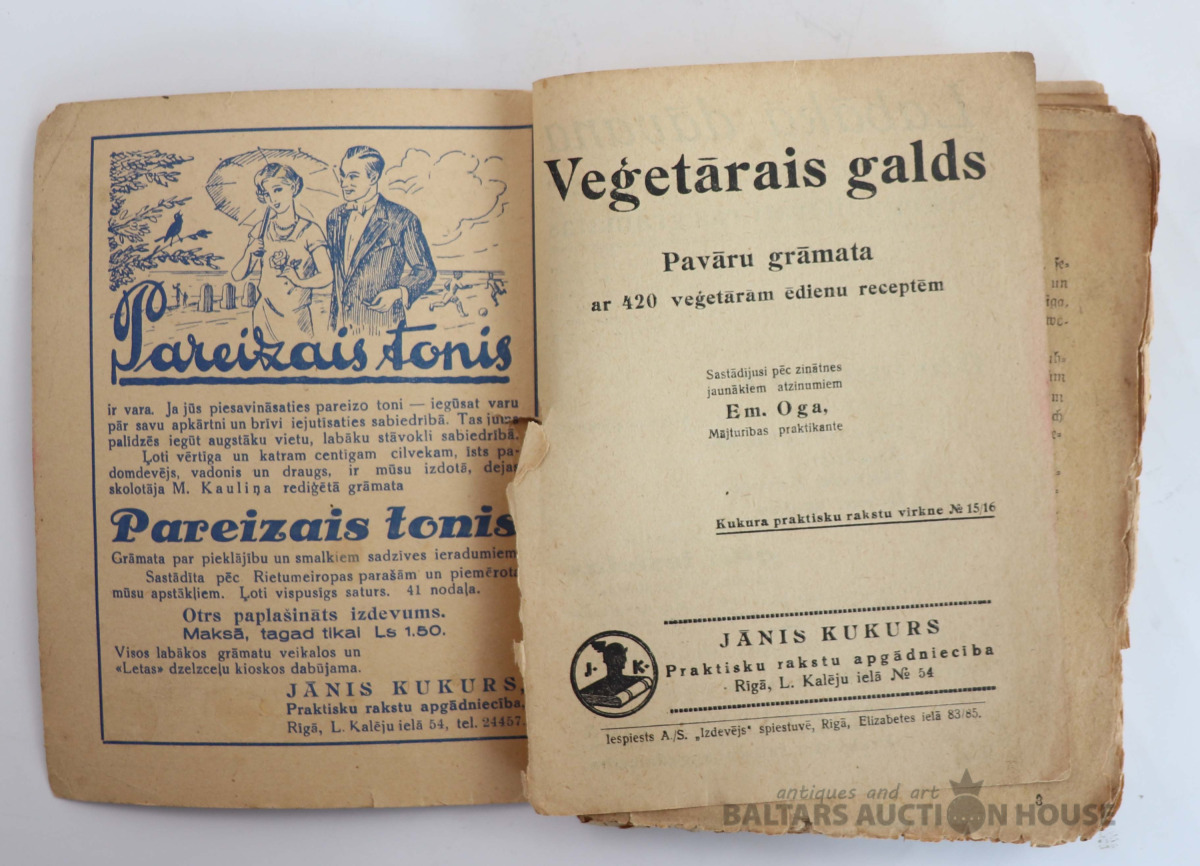 Pareizais tonis
ir vara. Ja jūs piesavināsaties pareizo toni — iegūsat varu
pār savu apkārtni un brīvi iejutīsaties sabiedrībā. Tas jums
palīdzēs iegūt augstāku vietu, labāku stāvokli sabiedrībā.
Ļoti vērtīga un katram centīgam cilvekam, īsts pa-
domdevējs, vadonis un draugs, ir mūsu izdotā, dejas
skolotāja M. Kauliņa rediģētā grāmata
Pareizais tonis
Grāmata par pieklājību un smalkiem sadzīves ieradumiem
Sastādīta pēc Rietumeiropas parašām un piemērota
mūsu apstākļiem. Ļoti vispusīgs saturs. 41 nodaļa.
Otrs paplašināts izdevums.
Maksā, tagad tikai Ls 1.50.
Visos labākos grāmatu veikalos un
«Letas» dzelzceļu kioskos dabūjama.
JĀNIS KUKURS,
Praktisku rakstu apgādniecība,
Rīgā, L. Kalēju ielā 54, tel. 24457.
Veģetārais galds
Pavāru grāmata
ar 420 veģetārām ēdienu receptēm
Sastādījusi pēc zinātnes
jaunākiem atzinumiem
Em. Oga,
Mājturības praktikante
Kukura praktisku rakstu virkne № 15/16
J. K.
JĀNIS KUKURS
Praktisku rakstu apgādniecība
Rīgā, L. Kalēju ielā № 54
Iespiests A./S. „Izdevējs" spiestuvē, Rīgā, Elizabetes ielā 83/85.
un
3
antiques and art
BALTARS AUCTION HOUSE